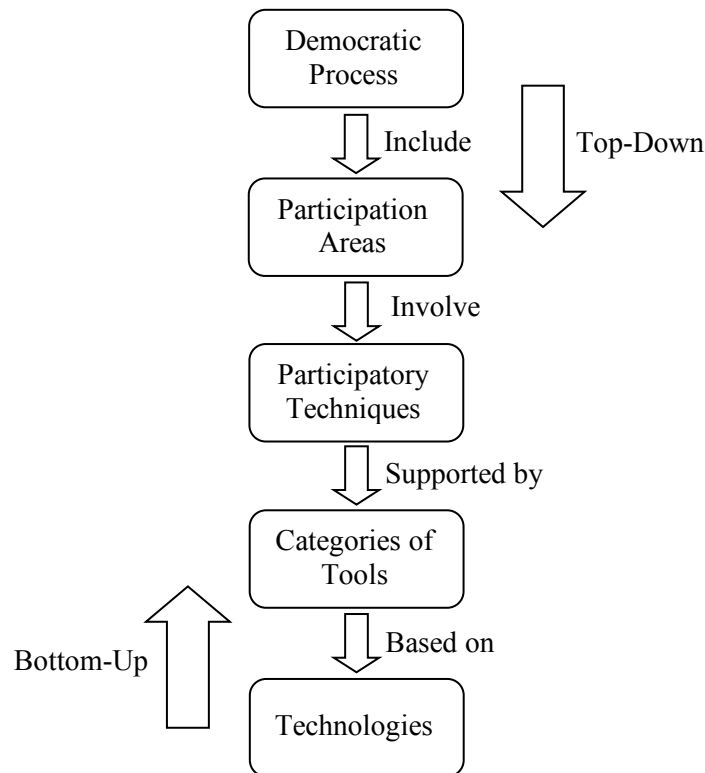 Democratic
Process
Include
Top-Down
Participation
Areas
Involve
Participatory
Techniques
Supported by
Categories of
Tools
Based on
Bottom-Up
Technologies